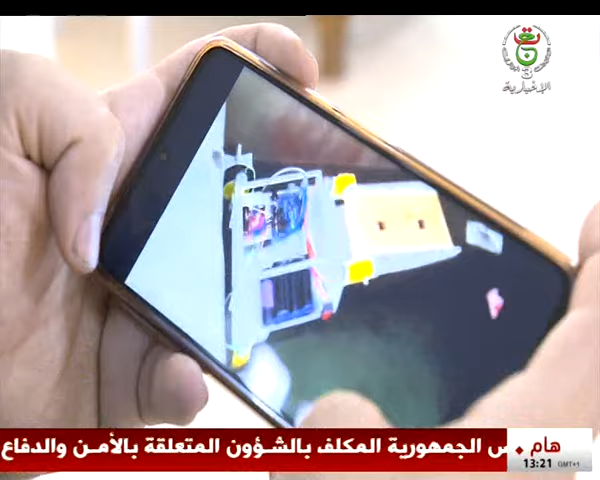 الإخبارية
س الجمهورية المكلف بالشؤون المتعلقة بالأمن والدفاع
هام
13:21 GMT+1